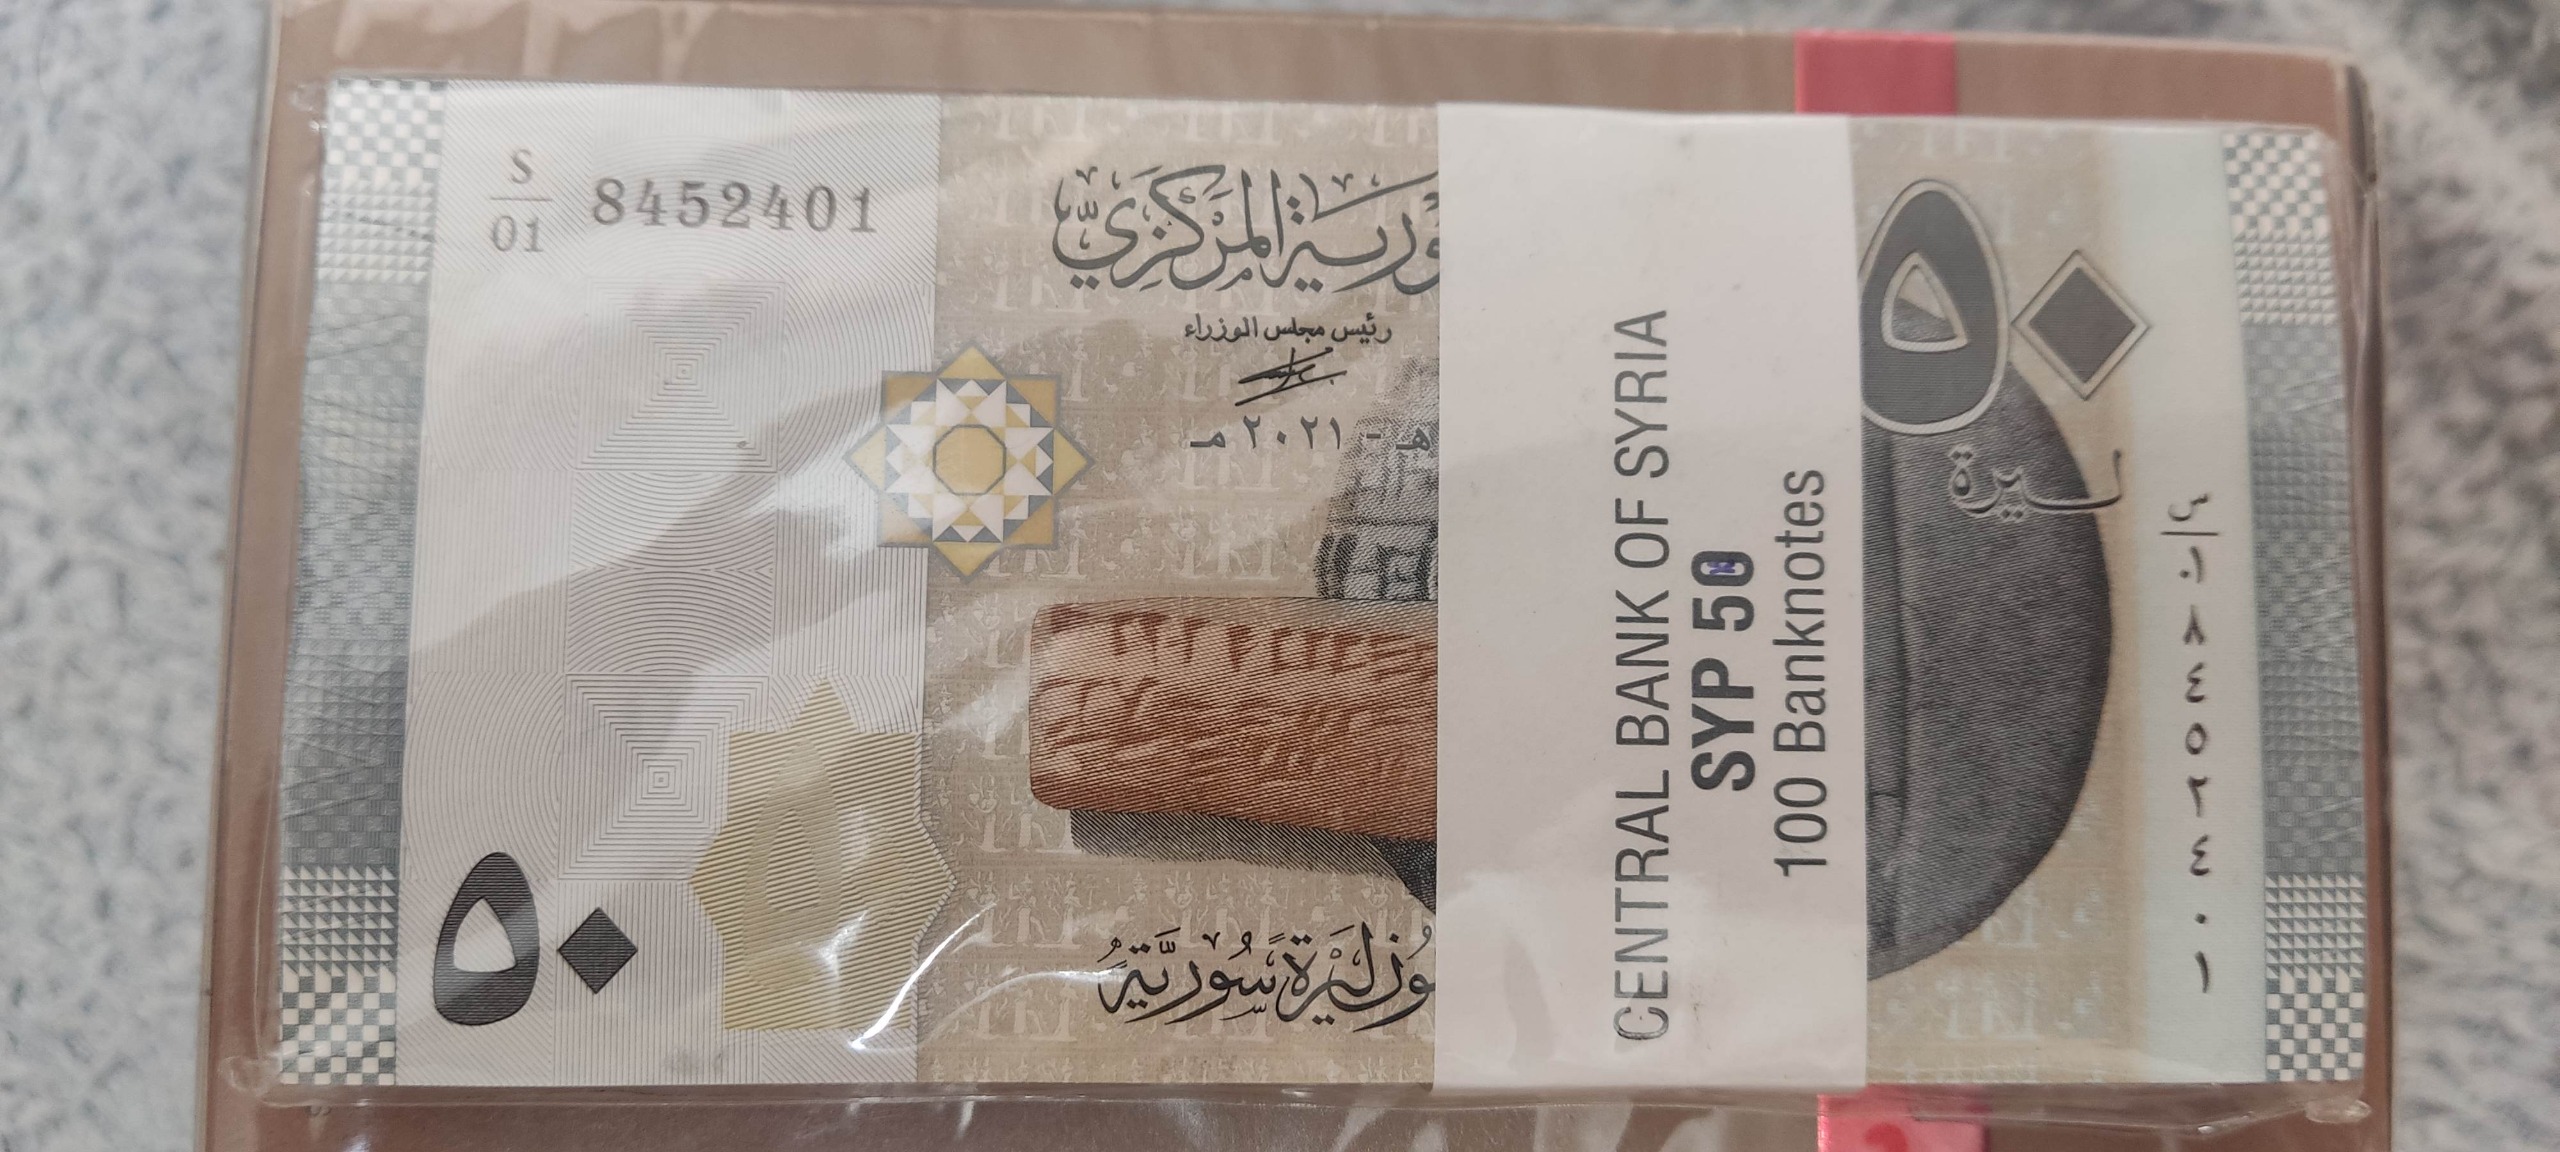 S
01 8452401
ورية المركزي
رئيس مجلس الوزراء
هـ - ٢٠٢١ مـ
٥٠
ليرة
CENTRAL BANK OF SYRIA
SYP 50
100 Banknotes
٨٤٥٢٤٠١
٥٠
ليرة سورية